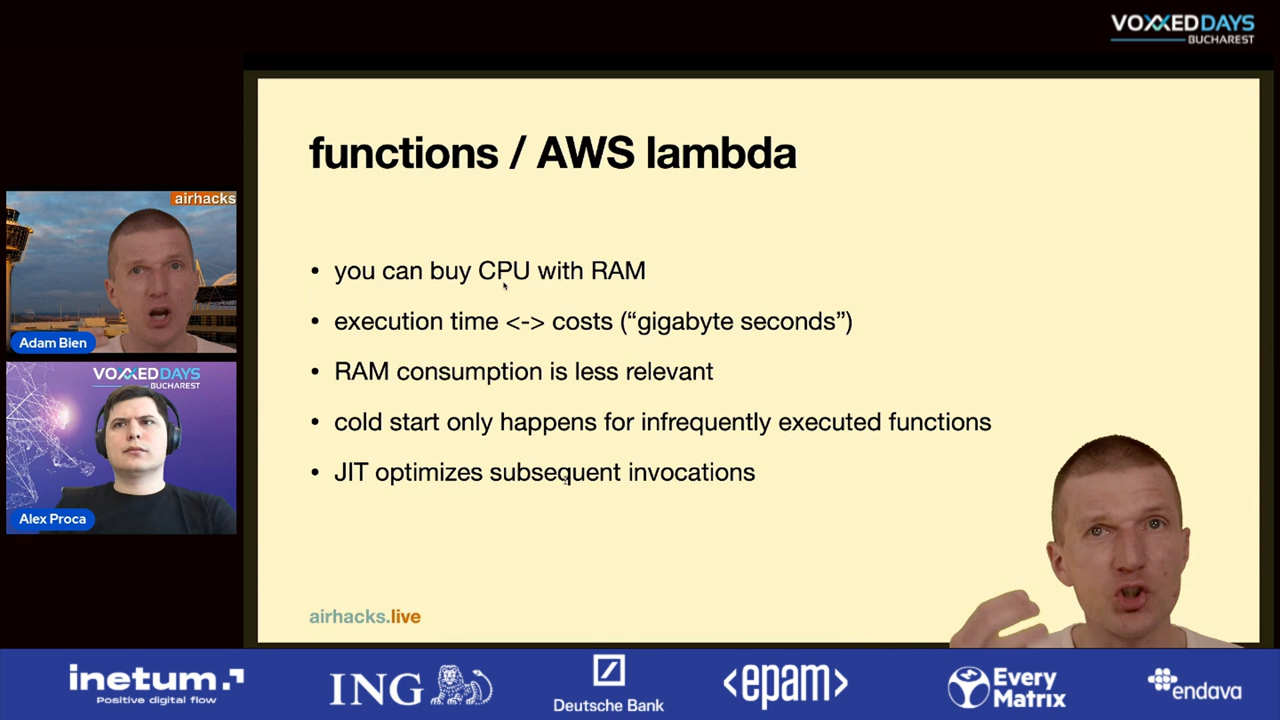 VOXXEDDAYS
BUCHAREST
functions / AWS lambda
airhacks
Adam Bien
VOXXEDDAYS
BUCHAREST
Alex Proca
• you can buy CPU with RAM
• execution time <-> costs (“gigabyte seconds”)
• RAM consumption is less relevant
• cold start only happens for infrequently executed functions
• JIT optimizes subsequent invocations
airhacks.live
inetum.
Positive digital flow
ING
Deutsche Bank
<epam>
Every
Matrix
endava